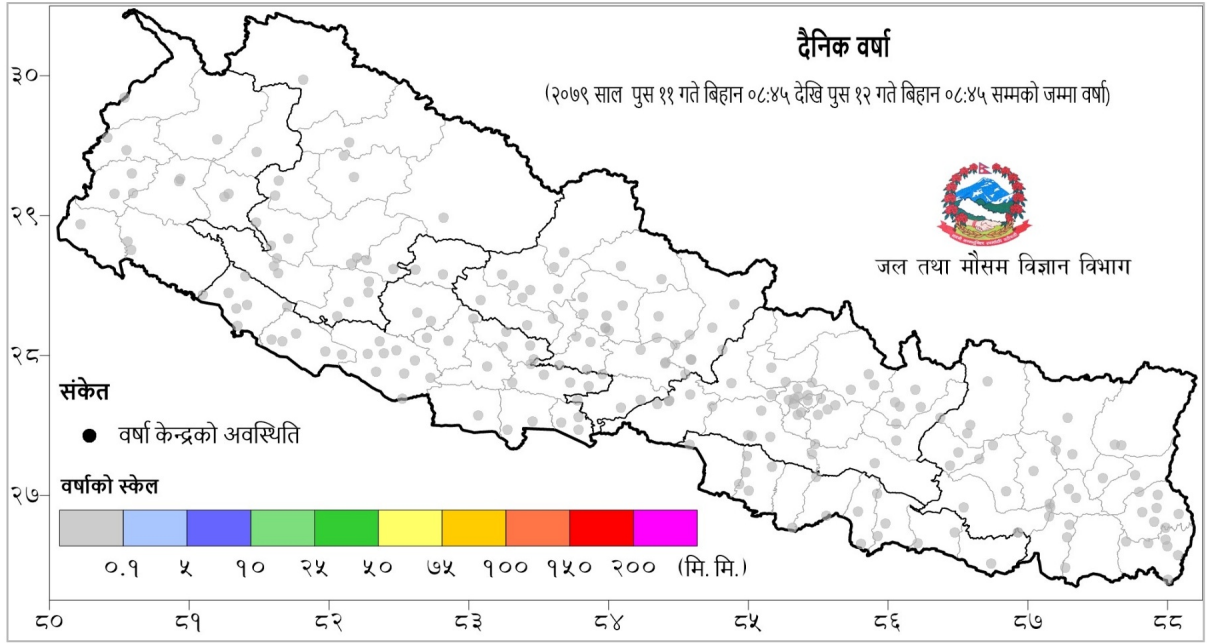 दैनिक वर्षा
(२०७९ साल पुस ११ गते बिहान ०८:४५ देखि पुस १२ गते बिहान ०८:४५ सम्मको जम्मा वर्षा)
जल तथा मौसम विज्ञान विभाग
३०
२९
२८
२७
संकेत
वर्षा केन्द्रको अवस्थिति
वर्षाको स्केल
०.१ ५ १० २५ ५० ७५ १०० १५० २०० (मि. मि.)
८० ८१ ८२ ८३ ८४ ८५ ८६ ८७ ८८